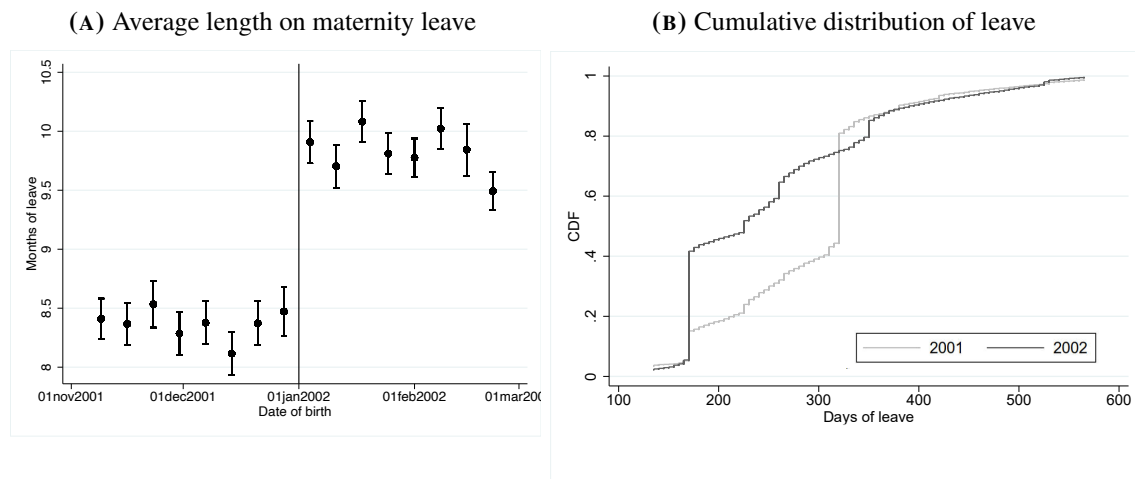 (A) Average length on maternity leave
10.5
10
9.5
9
8.5
8
Months of leave
01nov2001 01dec2001 01jan2002 01feb2002 01mar200
Date of birth
(B) Cumulative distribution of leave
1
.8
.6
.4
.2
0
CDF
2001 2002
100 200 300 400 500 600
Days of leave